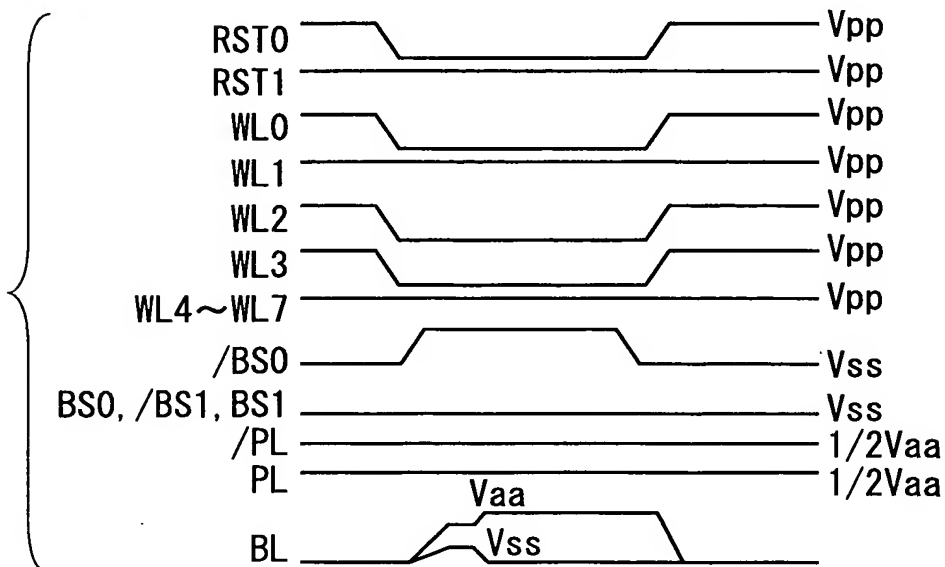 RST0 Vpp
RST1 Vpp
WL0 Vpp
WL1 Vpp
WL2 Vpp
WL3 Vpp
WL4～WL7 Vpp
/BS0 Vss
BS0, /BS1, BS1 Vss
/PL 1/2Vaa
PL 1/2Vaa
Vaa
BL Vss